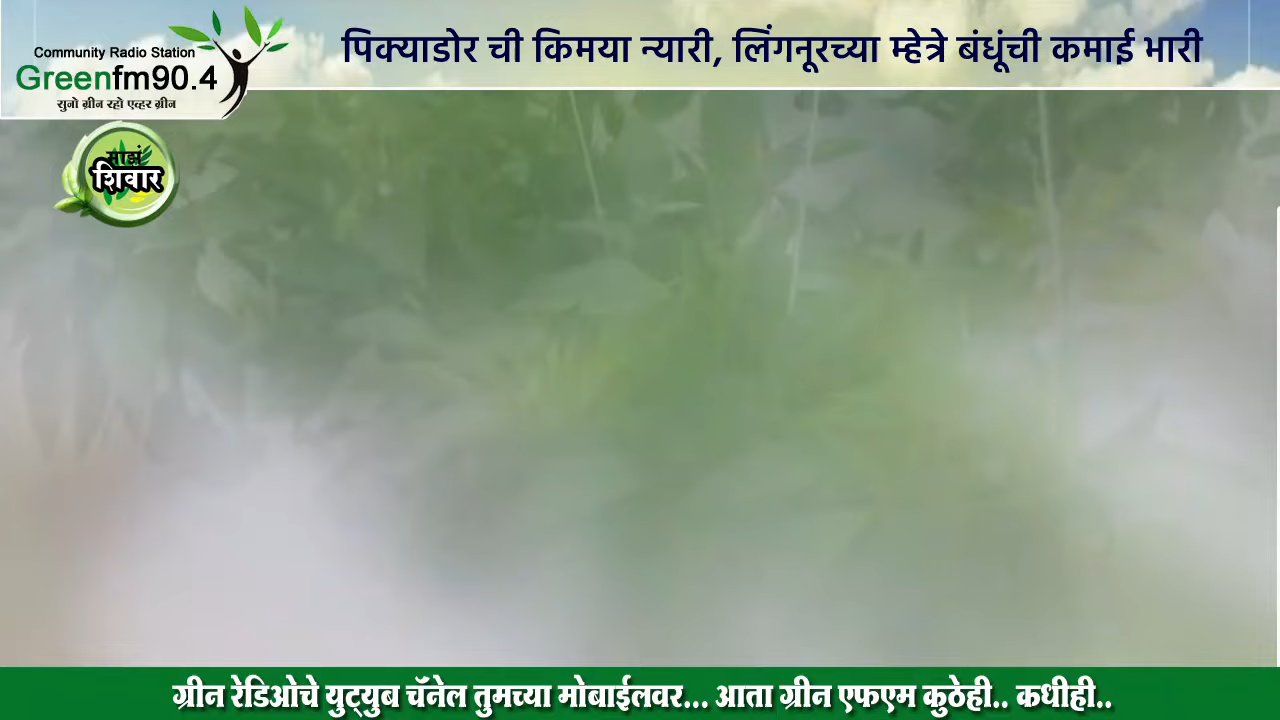 पिक्याडोर ची किमया न्यारी, लिंगनूरच्या म्हेत्रे बंधूंची कमाई भारी
Community Radio Station
Greenfm90.4
सुनो ग्रीन रहो एव्हर ग्रीन
माझं
शिवार
ग्रीन रेडिओचे युट्युब चॅनेल तुमच्या मोबाईलवर... आता ग्रीन एफएम कुठेही.. कधीही..